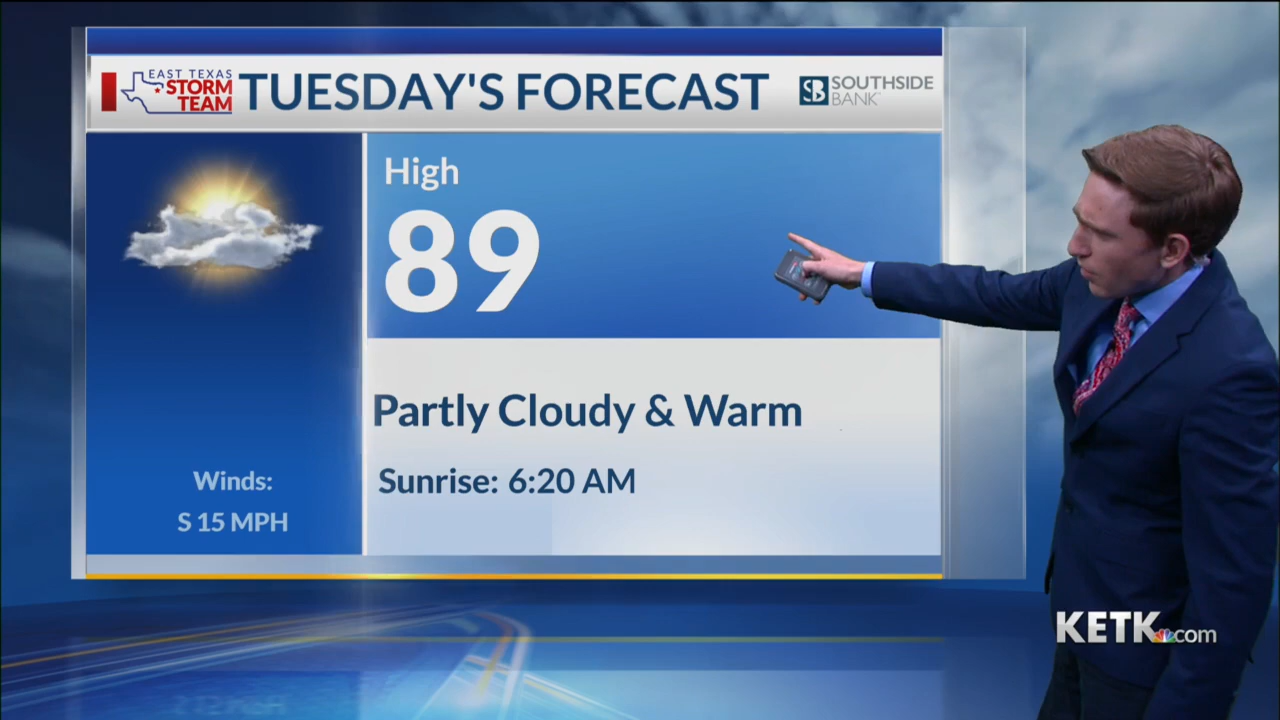 EAST TEXAS
STORM
TEAM
TUESDAY'S FORECAST
SB
SOUTHSIDE
BANK
High
89
Partly Cloudy & Warm
Sunrise: 6:20 AM
Winds:
S 15 MPH
KETK.com